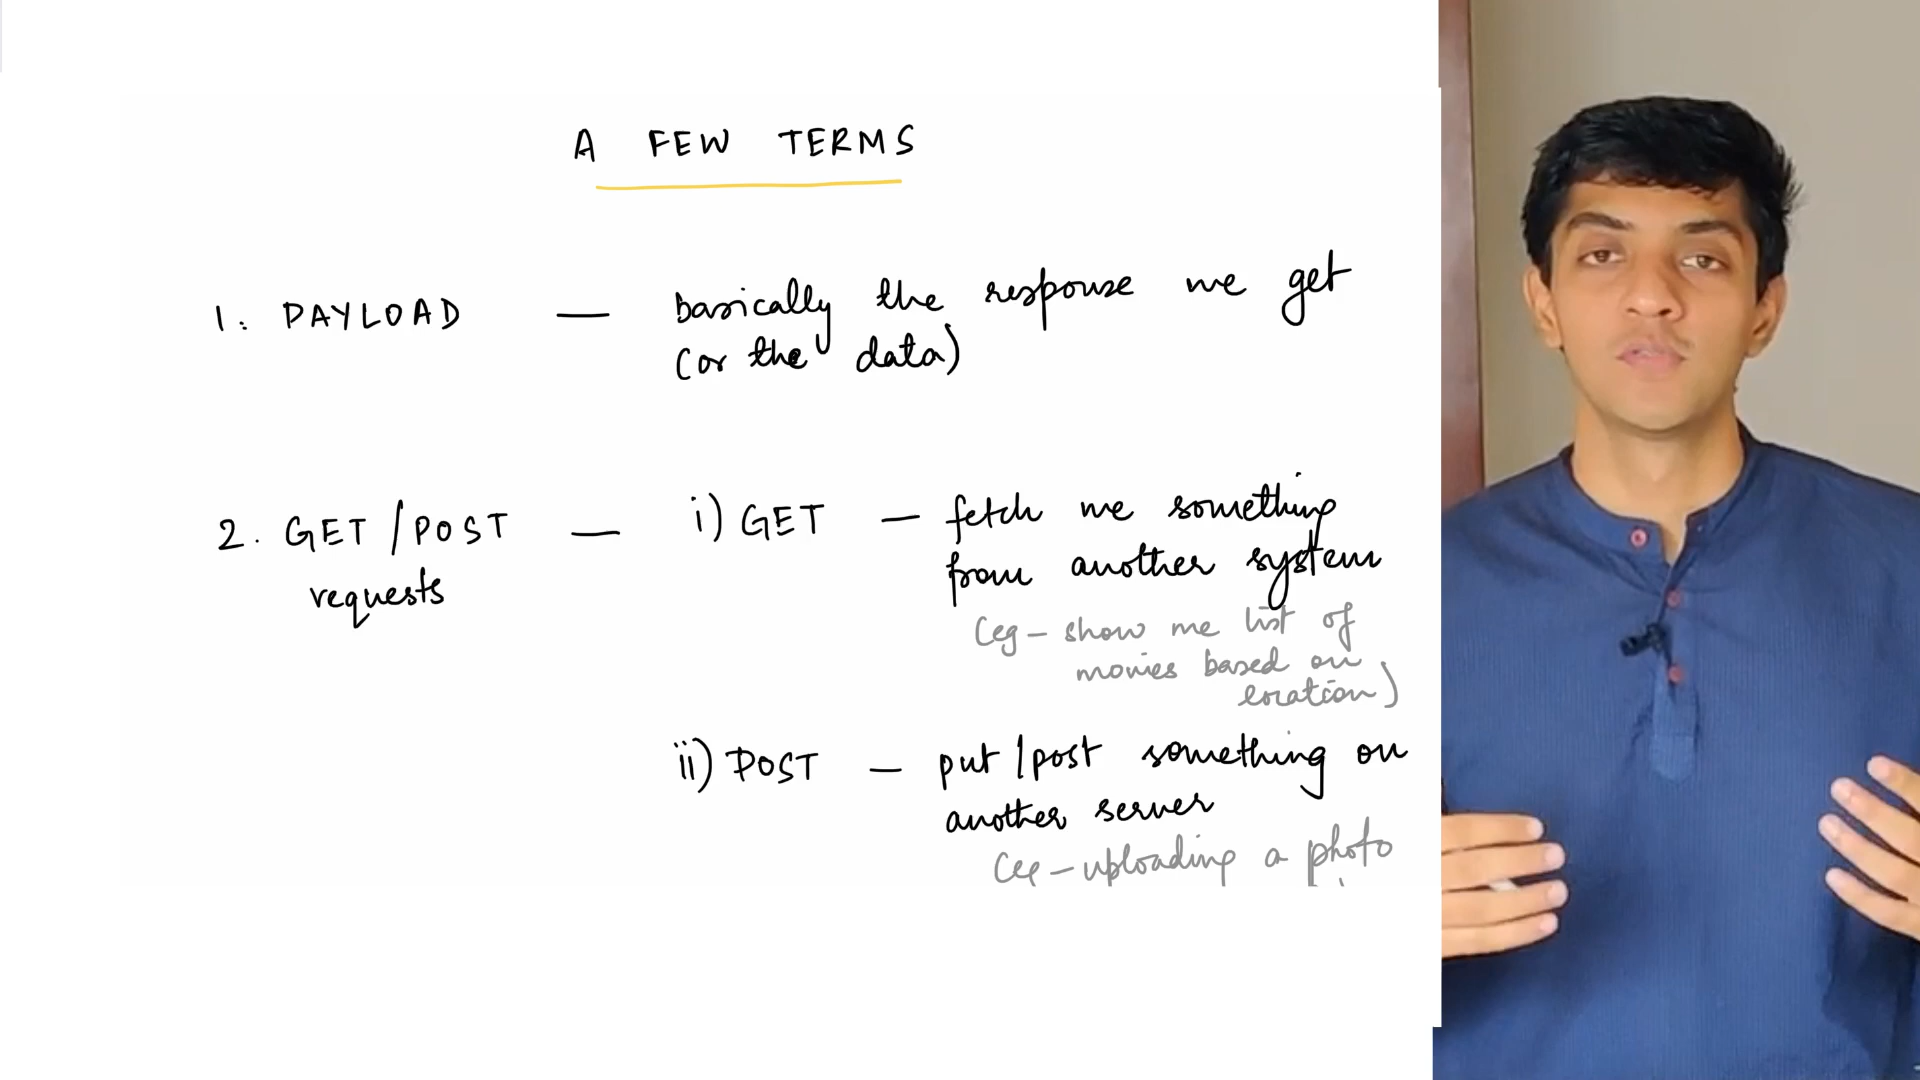 A FEW TERMS
1. PAYLOAD — basically the response we get
(or the data)
2. GET / POST — i) GET — fetch me something
requests
from another system
(eg - show me list of
movies based on
location)
ii) POST — put / post something on
another server
(eg - uploading a photo